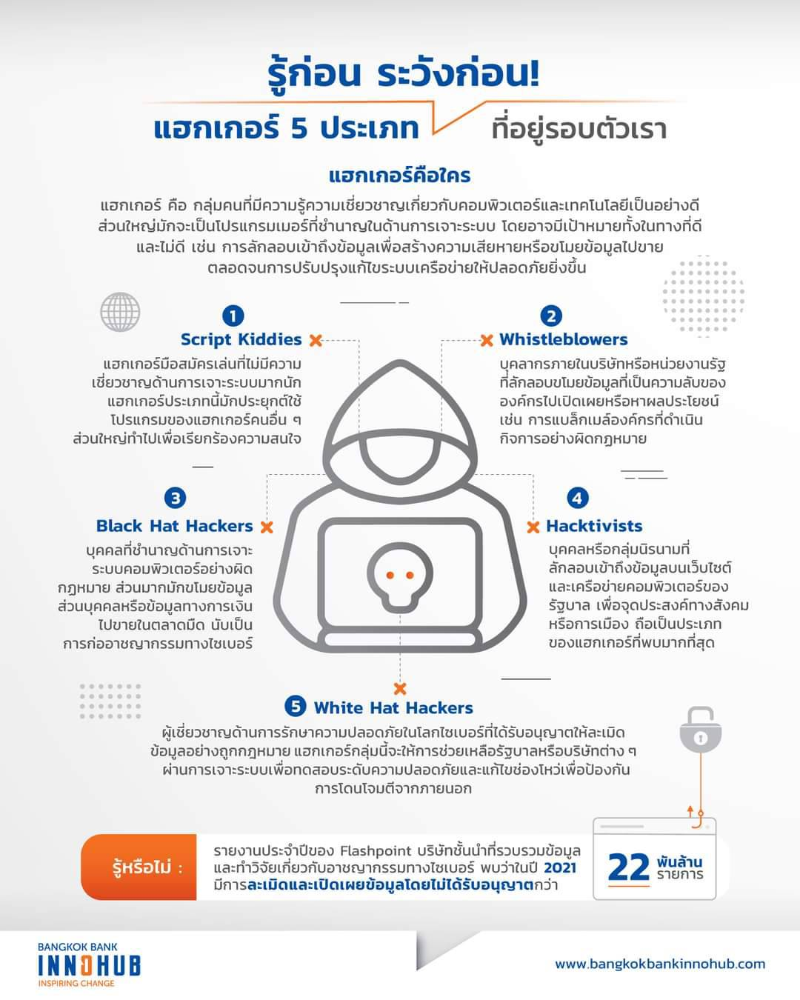 รู้ก่อน ระวังก่อน!
แฮกเกอร์ 5 ประเภท ที่อยู่รอบตัวเรา
แฮกเกอร์คือใคร
แฮกเกอร์ คือ กลุ่มคนที่มีความรู้ความเชี่ยวชาญเกี่ยวกับคอมพิวเตอร์และเทคโนโลยีเป็นอย่างดี
ส่วนใหญ่มักจะเป็นโปรแกรมเมอร์ที่ชำนาญในด้านการเจาะระบบ โดยอาจมีเป้าหมายทั้งในทางที่ดี
และไม่ดี เช่น การลักลอบเข้าถึงข้อมูลเพื่อสร้างความเสียหายหรือขโมยข้อมูลไปขาย
ตลอดจนการปรับปรุงแก้ไขระบบเครือข่ายให้ปลอดภัยยิ่งขึ้น
1
Script Kiddies
แฮกเกอร์มือสมัครเล่นที่ไม่มีความ
เชี่ยวชาญด้านการเจาะระบบมากนัก
แฮกเกอร์ประเภทนี้มักประยุกต์ใช้
โปรแกรมของแฮกเกอร์คนอื่น ๆ
ส่วนใหญ่ทำไปเพื่อเรียกร้องความสนใจ
2
Whistleblowers
บุคลากรภายในบริษัทหรือหน่วยงานรัฐ
ที่ลักลอบขโมยข้อมูลที่เป็นความลับของ
องค์กรไปเปิดเผยหรือหาผลประโยชน์
เช่น การแบล็กเมล์องค์กรที่ดำเนิน
กิจการอย่างผิดกฎหมาย
3
Black Hat Hackers
บุคคลที่ชำนาญด้านการเจาะ
ระบบคอมพิวเตอร์อย่างผิด
กฎหมาย ส่วนมากมักขโมยข้อมูล
ส่วนบุคคลหรือข้อมูลทางการเงิน
ไปขายในตลาดมืด นับเป็น
การก่ออาชญากรรมทางไซเบอร์
4
Hacktivists
บุคคลหรือกลุ่มนิรนามที่
ลักลอบเข้าถึงข้อมูลบนเว็บไซต์
และเครือข่ายคอมพิวเตอร์ของ
รัฐบาล เพื่อจุดประสงค์ทางสังคม
หรือการเมือง ถือเป็นประเภท
ของแฮกเกอร์ที่พบมากที่สุด
5 White Hat Hackers
ผู้เชี่ยวชาญด้านการรักษาความปลอดภัยในโลกไซเบอร์ที่ได้รับอนุญาตให้ละเมิด
ข้อมูลอย่างถูกกฎหมาย แฮกเกอร์กลุ่มนี้จะให้การช่วยเหลือรัฐบาลหรือบริษัทต่าง ๆ
ผ่านการเจาะระบบเพื่อทดสอบระดับความปลอดภัยและแก้ไขช่องโหว่เพื่อป้องกัน
การโดนโจมตีจากภายนอก
รู้หรือไม่ :
รายงานประจำปีของ Flashpoint บริษัทชั้นนำที่รวบรวมข้อมูล
และทำวิจัยเกี่ยวกับอาชญากรรมทางไซเบอร์ พบว่าในปี 2021
มีการละเมิดและเปิดเผยข้อมูลโดยไม่ได้รับอนุญาตกว่า
22 พันล้าน
รายการ
BANGKOK BANK
INNOHUB
INSPIRING CHANGE
www.bangkokbankinnohub.com